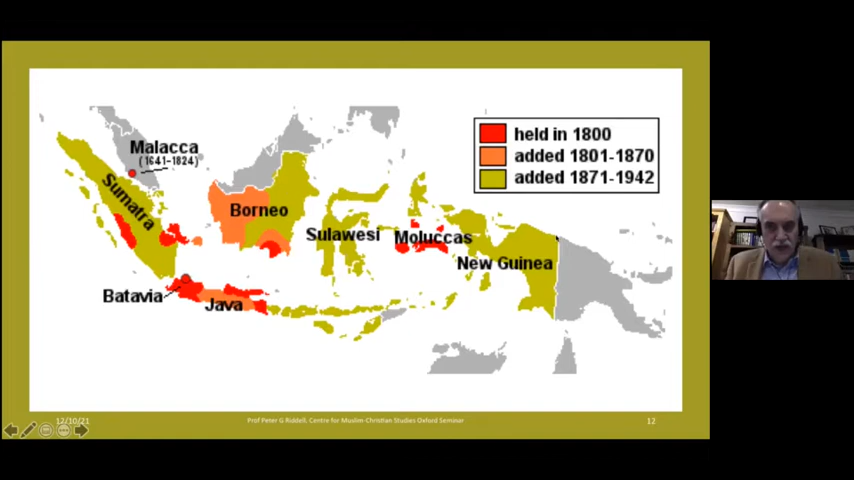 held in 1800
added 1801-1870
added 1871-1942
Malacca
(1641-1824)
Sumatra
Borneo
Sulawesi
Moluccas
New Guinea
Batavia
Java
12/10/21
Prof Peter G Riddell, Centre for Muslim-Christian Studies Oxford Seminar
12